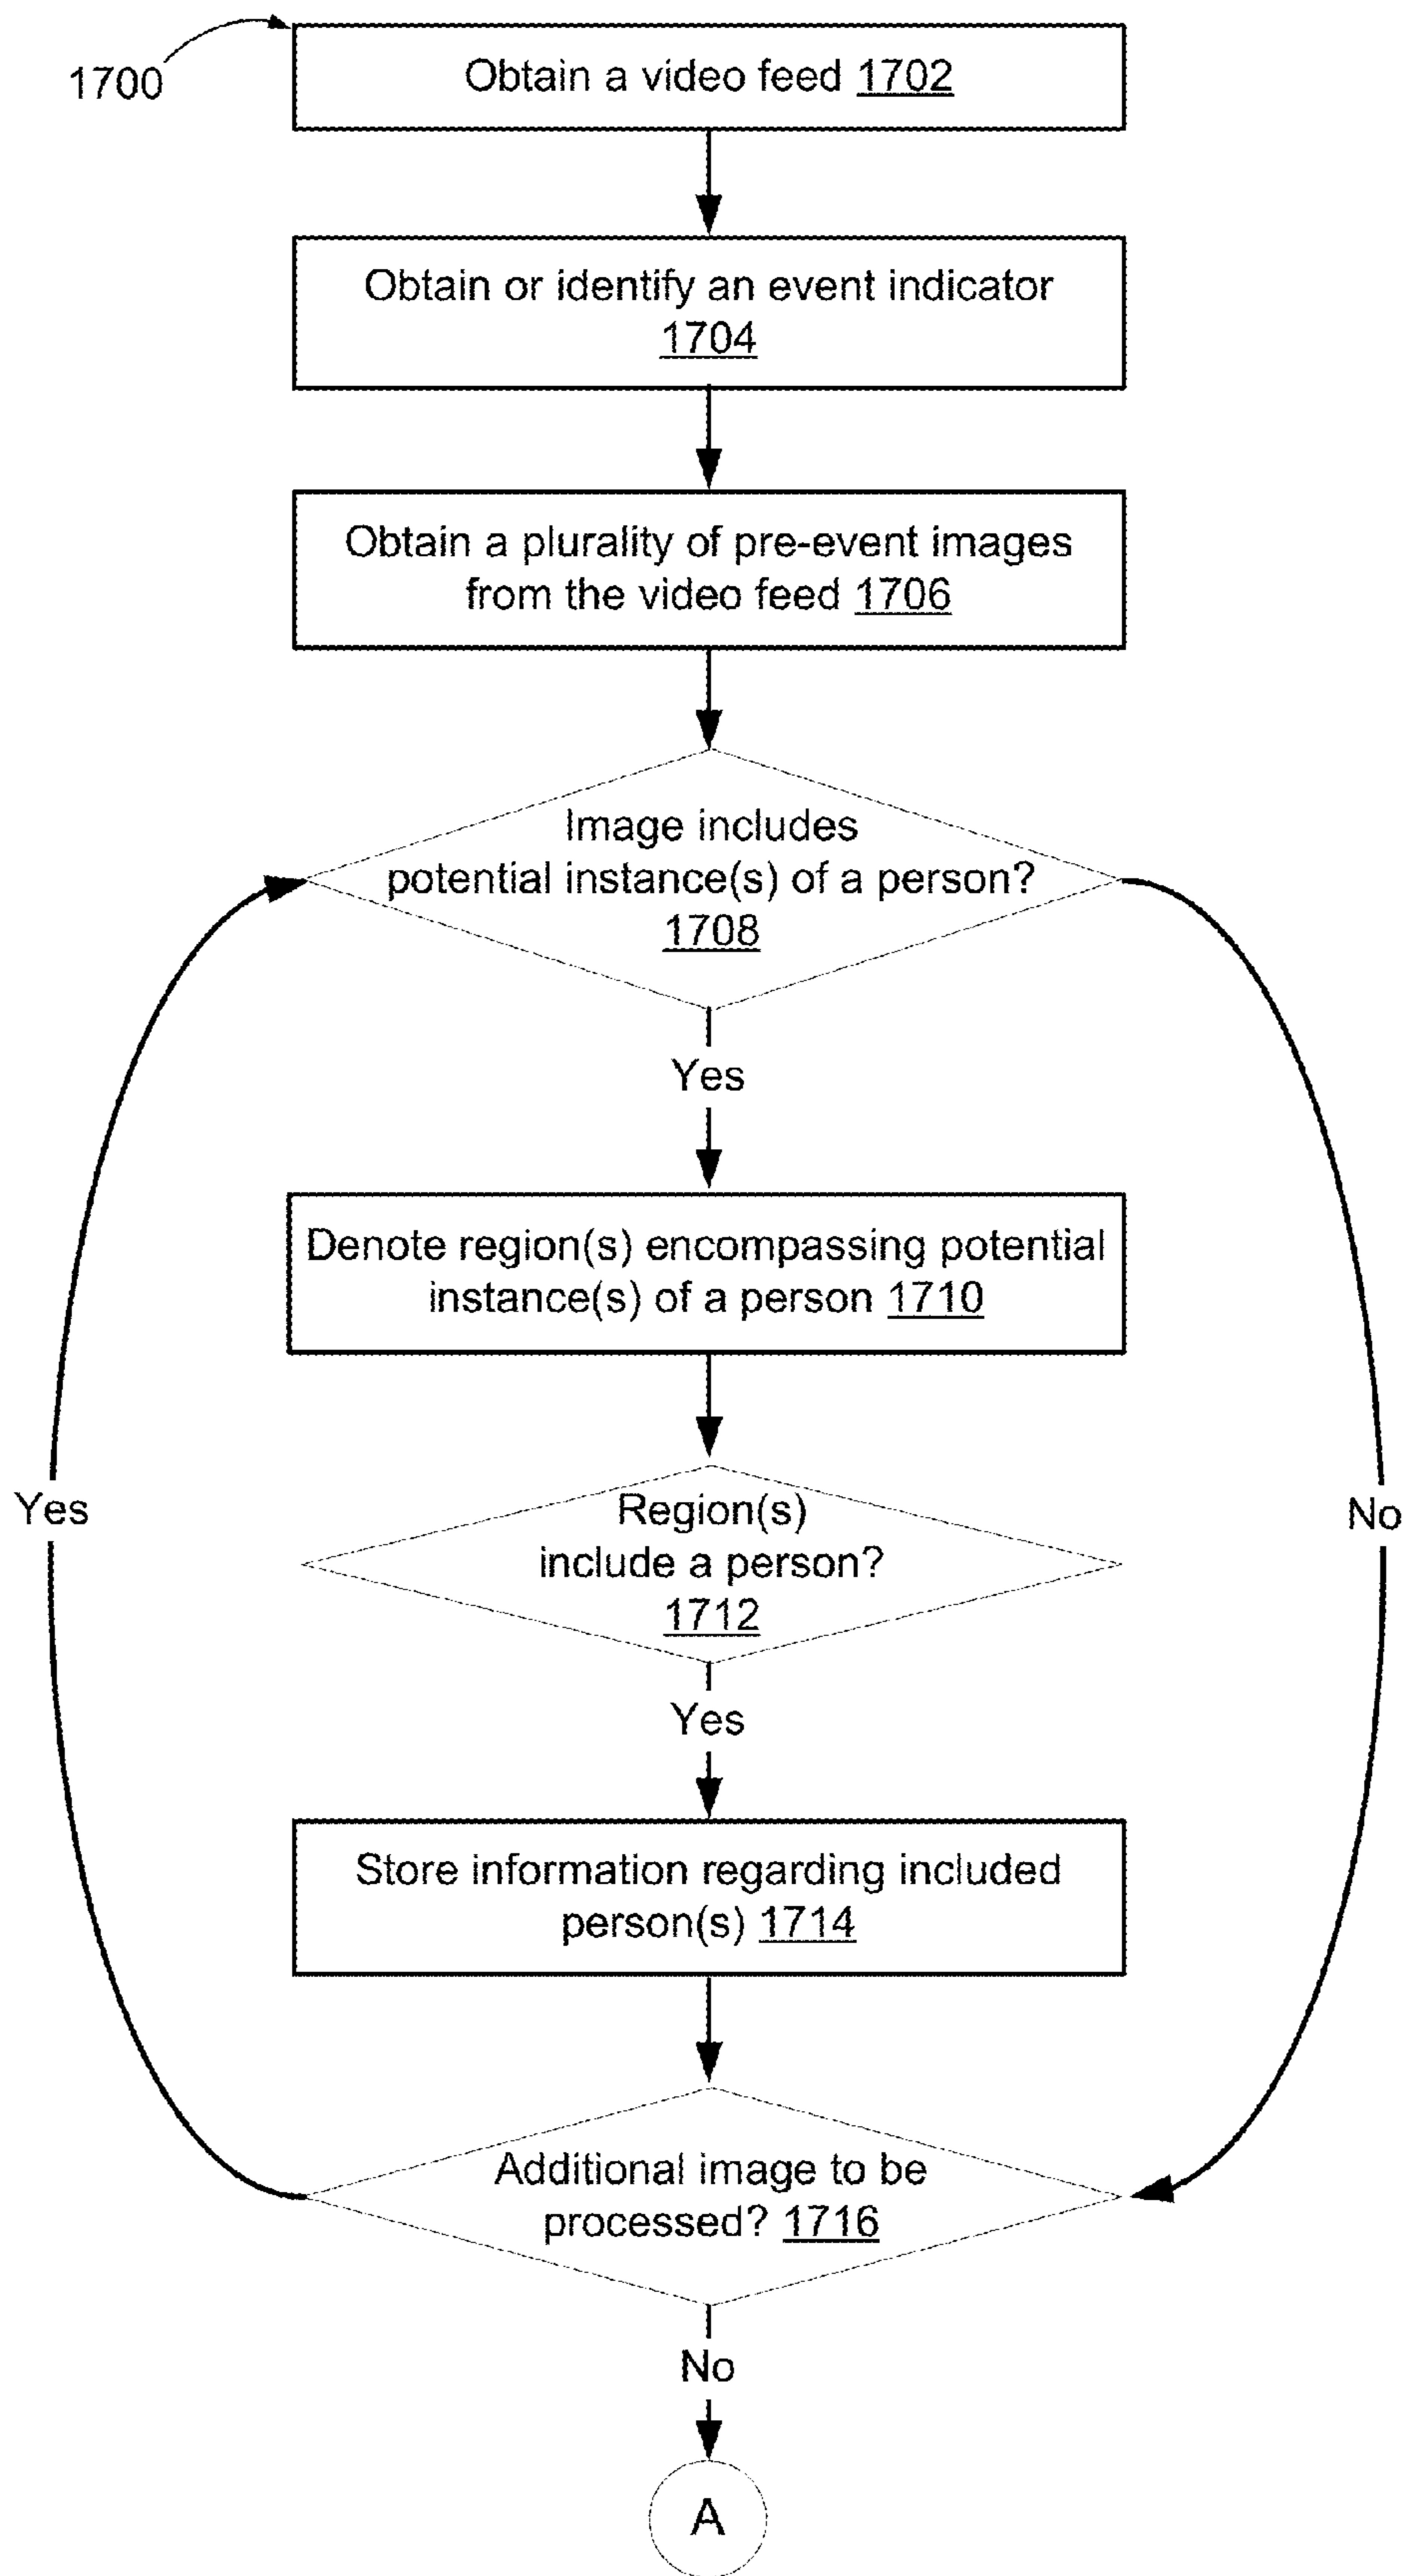 1700
Obtain a video feed 1702
Obtain or identify an event indicator
1704
Obtain a plurality of pre-event images
from the video feed 1706
Image includes
potential instance(s) of a person?
1708
Yes
Denote region(s) encompassing potential
instance(s) of a person 1710
Region(s)
include a person?
1712
Yes
No
Yes
Store information regarding included
person(s) 1714
Additional image to be
processed? 1716
No
A